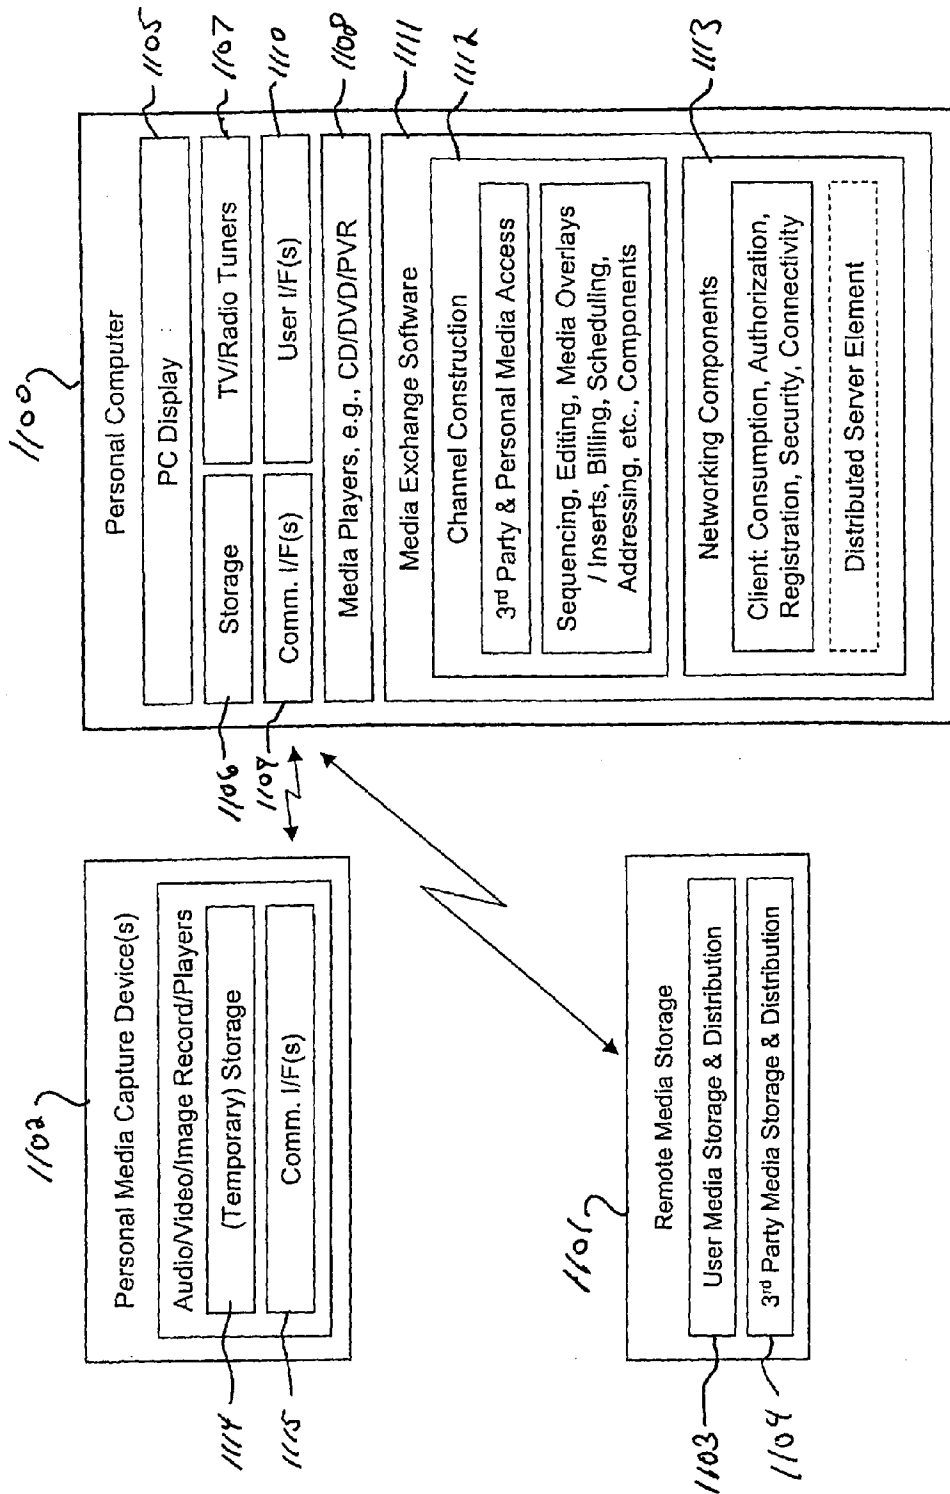 1100
Personal Computer
PC Display
1105
Storage
TV/Radio Tuners
1106
1107
Comm. I/F(s)
User I/F(s)
1109
1110
Media Players, e.g., CD/DVD/PVR
1108
Media Exchange Software
1111
Channel Construction
1112
3rd Party & Personal Media Access
Sequencing, Editing, Media Overlays
/ Inserts, Billing, Scheduling,
Addressing, etc., Components
Networking Components
1113
Client: Consumption, Authorization,
Registration, Security, Connectivity
Distributed Server Element
1102
Personal Media Capture Device(s)
Audio/Video/Image Record/Players
(Temporary) Storage
1114
Comm. I/F(s)
1115
1101
Remote Media Storage
User Media Storage & Distribution
1103
3rd Party Media Storage & Distribution
1104